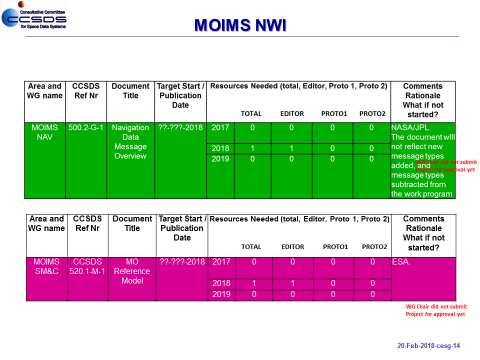 Consultative Committee
CCSDS
for Space Data Systems
MOIMS NWI
Area and WG name CCSDS Ref Nr Document Title Target Start / Publication Date Resources Needed (total, Editor, Proto 1, Proto 2) Comments Rationale What if not started?
TOTAL EDITOR PROTO1 PROTO2
MOIMS NAV 500.2-G-1 Navigation Data Message Overview ??-???-2018 2017 0 0 0 0 NASA/JPL.
The document will
2018 1 1 0 0 not reflect new
2019 0 0 0 0 message types
added, and
message types
subtracted from
the work program
did not submit
for approval yet
Area and WG name CCSDS Ref Nr Document Title Target Start / Publication Date Resources Needed (total, Editor, Proto 1, Proto 2) Comments Rationale What if not started?
TOTAL EDITOR PROTO1 PROTO2
MOIMS SM&C CCSDS 520.1-M-1 MO Reference Model ??-???-2018 2017 0 0 0 0 ESA.
2018 1 1 0 0
2019 0 0 0 0
WG Chair did not submit
Project for approval yet
20-Feb-2018-cesg-14